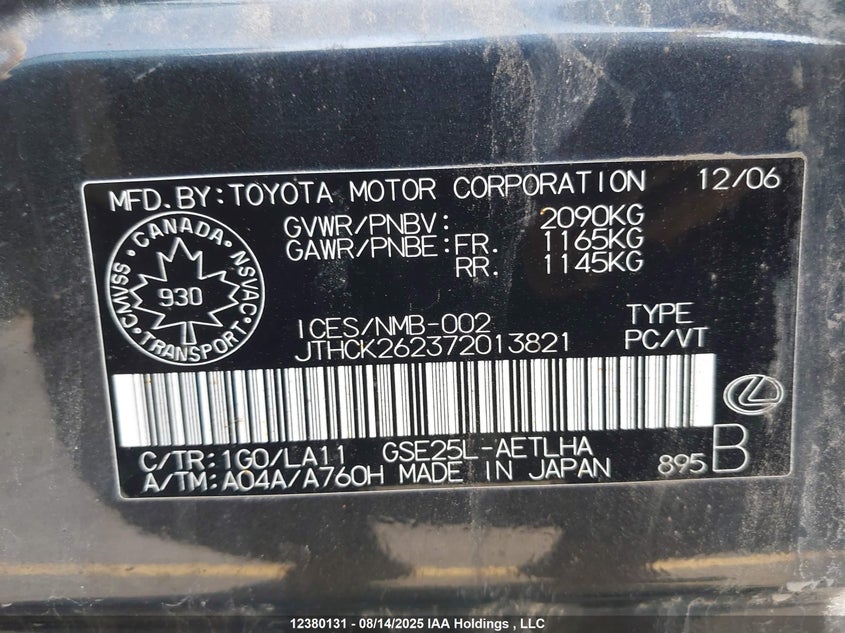 MFD.BY:TOYOTA MOTOR CORPORATION 12/06
GVWR/PNBV: 2090KG
GAWR/PNBE:FR. 1165KG
RR. 1145KG
CANADA
NSVAC
TRANSPORT
CMVSS
930
ICES/NMB-002
JTHCK262372013821
TYPE
PC/VT
C/TR:1G0/LA11 GSE25L-AETLHA
A/TM:A04A/A760H MADE IN JAPAN
895 B
12380131 - 08/14/2025 IAA Holdings , LLC